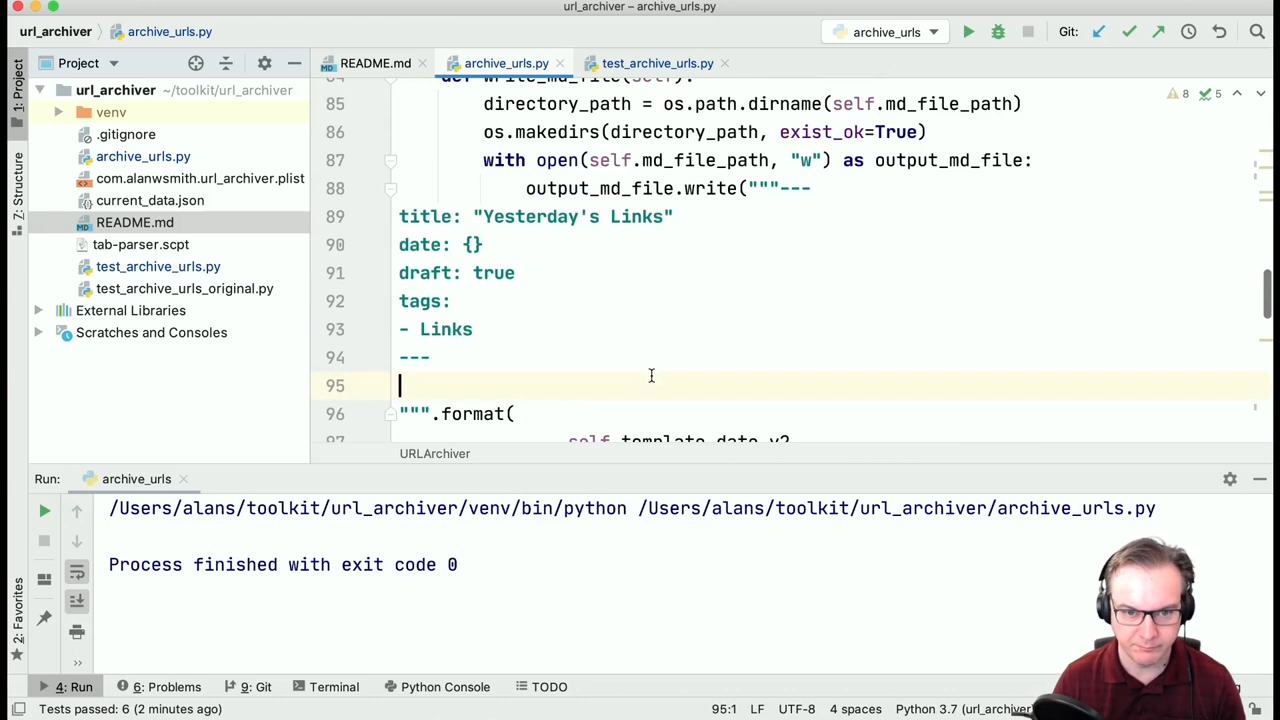 url_archiver – archive_urls.py
url_archiver archive_urls.py archive_urls Git:
1: Project
7: Structure
2: Favorites
Project
url_archiver ~/toolkit/url_archiver
venv
.gitignore
archive_urls.py
com.alanwsmith.url_archiver.plist
current_data.json
README.md
tab-parser.scpt
test_archive_urls.py
test_archive_urls_original.py
External Libraries
Scratches and Consoles
README.md archive_urls.py test_archive_urls.py
8 5
84 def write_md_file(self):
85 directory_path = os.path.dirname(self.md_file_path)
86 os.makedirs(directory_path, exist_ok=True)
87 with open(self.md_file_path, "w") as output_md_file:
88 output_md_file.write("""---
89 title: "Yesterday's Links"
90 date: {}
91 draft: true
92 tags:
93 - Links
94 ---
95
96 """.format(
97 self.template_date_v2
URLArchiver
Run: archive_urls
/Users/alans/toolkit/url_archiver/venv/bin/python /Users/alans/toolkit/url_archiver/archive_urls.py
Process finished with exit code 0
4: Run 6: Problems 9: Git Terminal Python Console TODO
Tests passed: 6 (2 minutes ago) 95:1 LF UTF-8 4 spaces Python 3.7 (url_archiver)